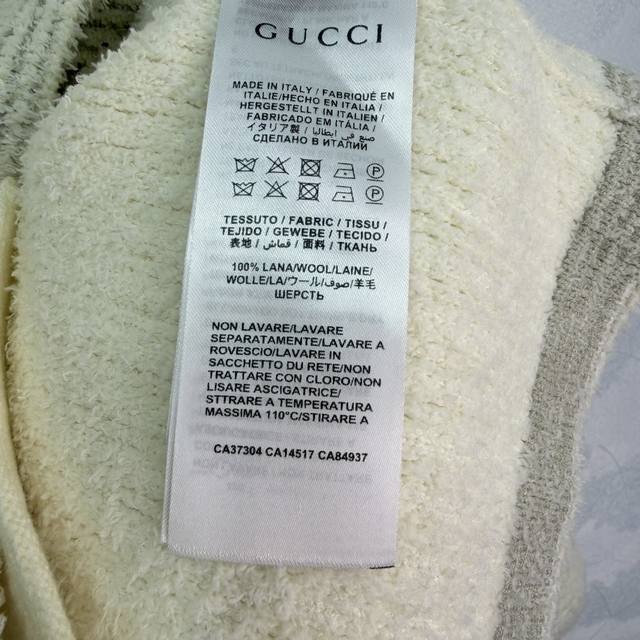 GUCCI
MADE IN ITALY / FABRIQUÉ EN
ITALIE/HECHO EN ITALIA/
HERGESTELLT IN ITALIEN /
FABRICADO EM ITÁLIA /
イタリア製 / صنع في إيطاليا
СДЕЛАНО В ИТАЛИИ
TESSUTO / FABRIC / TISSU /
TEJIDO / GEWEBE / TECIDO /
表地 / قماش / 面料 / ТКАНЬ
100% LANA/WOOL/LAINE/
WOLLE/LA/ウール/صوف/羊毛
ШЕРСТЬ
NON LAVARE/LAVARE
SEPARATAMENTE/LAVARE A
ROVESCIO/LAVARE IN
SACCHETTO DU RETE/NON
TRATTARE CON CLORO/NON
LISARE ASCIGATRICE/
STTRARE A TEMPERATURA
MASSIMA 110°C/STIRARE A
CA37304 CA14517 CA84937